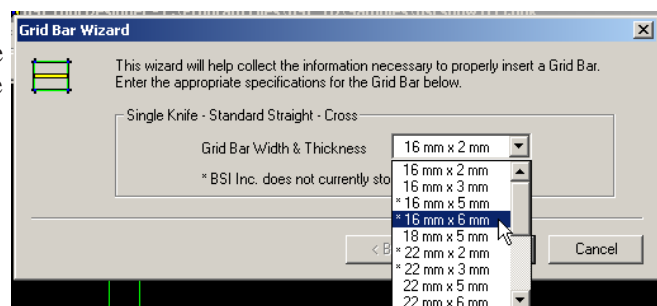 Grid Bar Wizard
This wizard will help collect the information necessary to properly insert a Grid Bar.
Enter the appropriate specifications for the Grid Bar below.
Single Knife - Standard Straight - Cross
Grid Bar Width & Thickness
16 mm x 2 mm
* BSI Inc. does not currently sto
16 mm x 2 mm
16 mm x 3 mm
* 16 mm x 5 mm
* 16 mm x 6 mm
18 mm x 5 mm
* 22 mm x 2 mm
* 22 mm x 3 mm
22 mm x 5 mm
22 mm x 6 mm
< B
Cancel